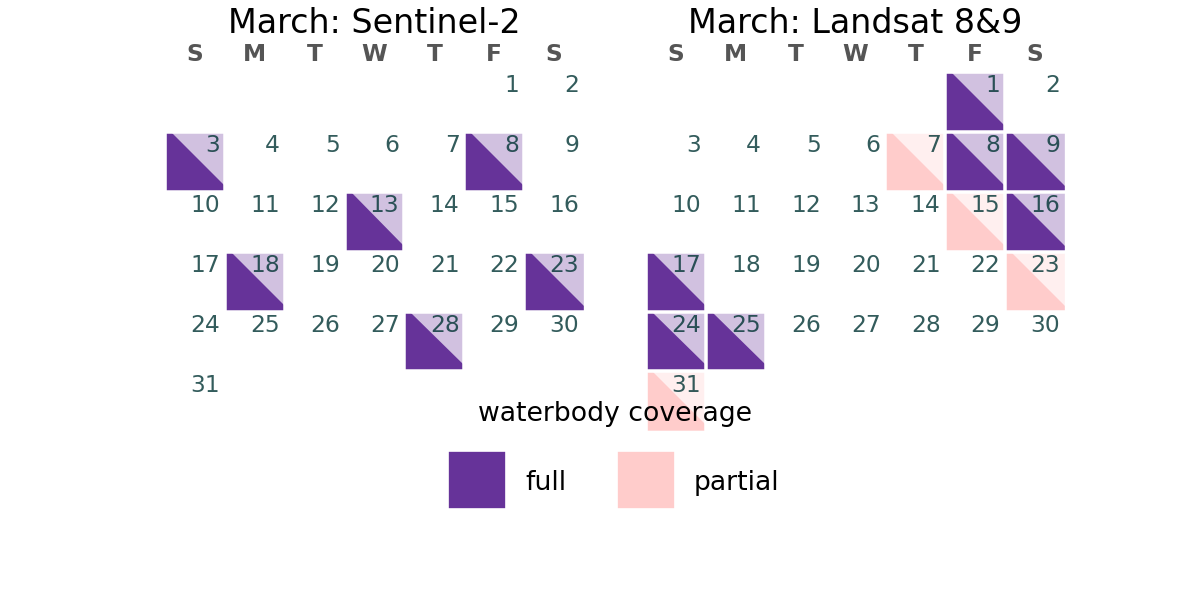 March: Sentinel-2
S M T W T F S
1 2
3 4 5 6 7 8 9
10 11 12 13 14 15 16
17 18 19 20 21 22 23
24 25 26 27 28 29 30
31
March: Landsat 8&9
S M T W T F S
1 2
3 4 5 6 7 8 9
10 11 12 13 14 15 16
17 18 19 20 21 22 23
24 25 26 27 28 29 30
31
waterbody coverage
full partial